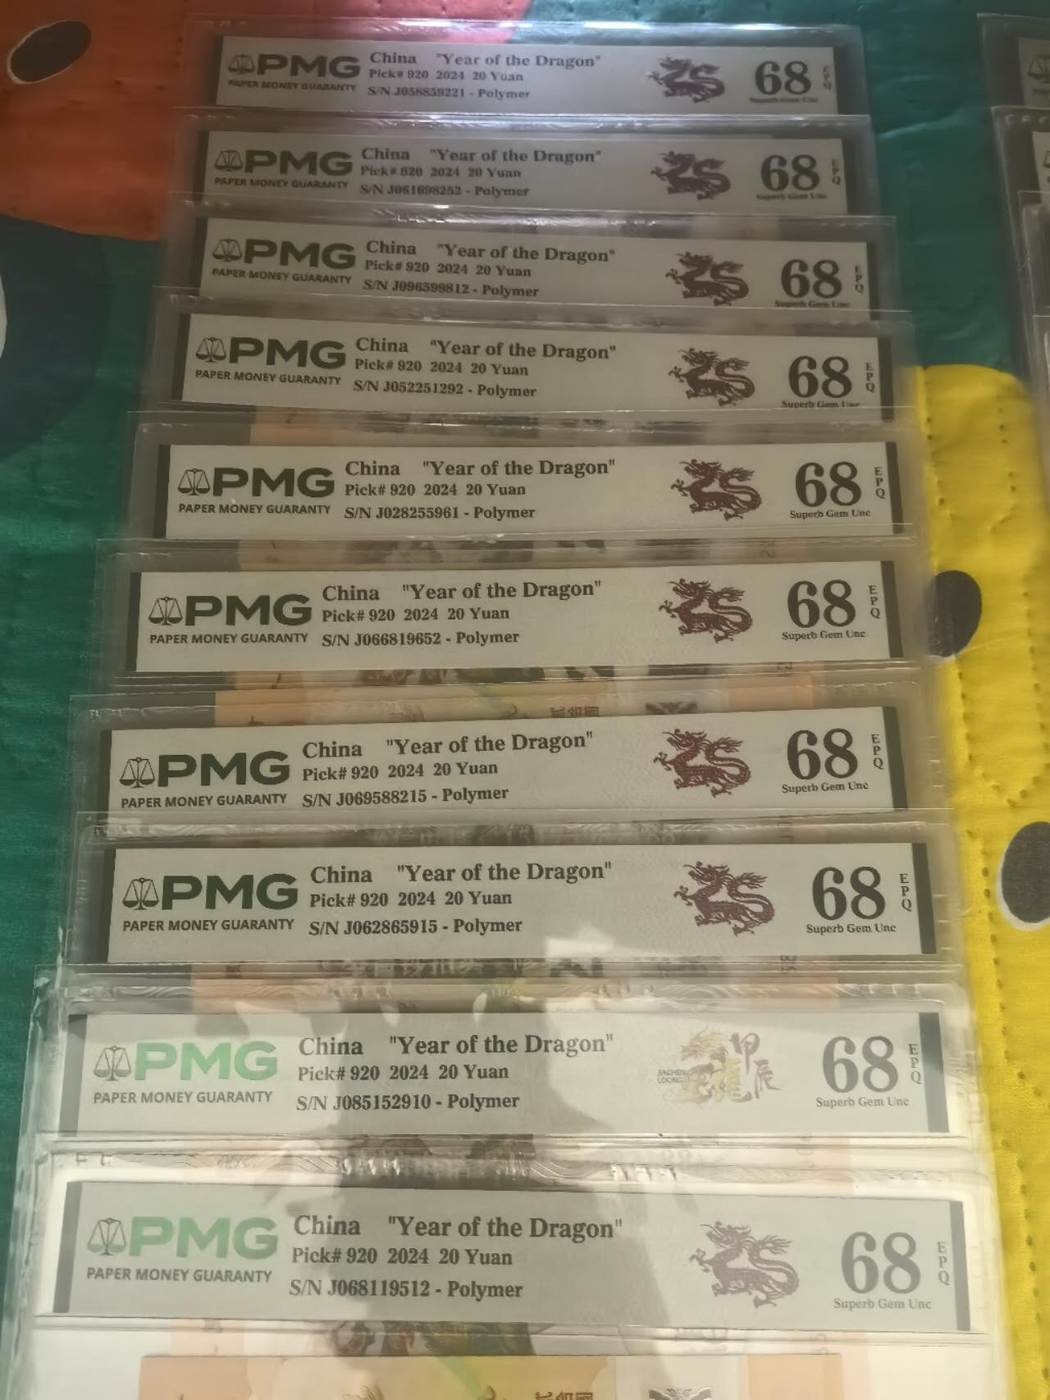 PMG China "Year of the Dragon"
PAPER MONEY GUARANTY Pick# 920 2024 20 Yuan 68 EPQ
S/N J058859221 - Polymer Superb Gem Unc
PMG China "Year of the Dragon"
PAPER MONEY GUARANTY Pick# 920 2024 20 Yuan 68 EPQ
S/N J061698252 - Polymer Superb Gem Unc
PMG China "Year of the Dragon"
PAPER MONEY GUARANTY Pick# 920 2024 20 Yuan 68 EPQ
S/N J096599812 - Polymer Superb Gem Unc
PMG China "Year of the Dragon"
PAPER MONEY GUARANTY Pick# 920 2024 20 Yuan 68 EPQ
S/N J052251292 - Polymer Superb Gem Unc
PMG China "Year of the Dragon"
PAPER MONEY GUARANTY Pick# 920 2024 20 Yuan 68 EPQ
S/N J028255961 - Polymer Superb Gem Unc
PMG China "Year of the Dragon"
PAPER MONEY GUARANTY Pick# 920 2024 20 Yuan 68 EPQ
S/N J066819652 - Polymer Superb Gem Unc
PMG China "Year of the Dragon"
PAPER MONEY GUARANTY Pick# 920 2024 20 Yuan 68 EPQ
S/N J069588215 - Polymer Superb Gem Unc
PMG China "Year of the Dragon"
PAPER MONEY GUARANTY Pick# 920 2024 20 Yuan 68 EPQ
S/N J062865915 - Polymer Superb Gem Unc
PMG China "Year of the Dragon"
PAPER MONEY GUARANTY Pick# 920 2024 20 Yuan 68 EPQ
S/N J085152910 - Polymer Superb Gem Unc
PMG China "Year of the Dragon"
PAPER MONEY GUARANTY Pick# 920 2024 20 Yuan 68 EPQ
S/N J068119512 - Polymer Superb Gem Unc